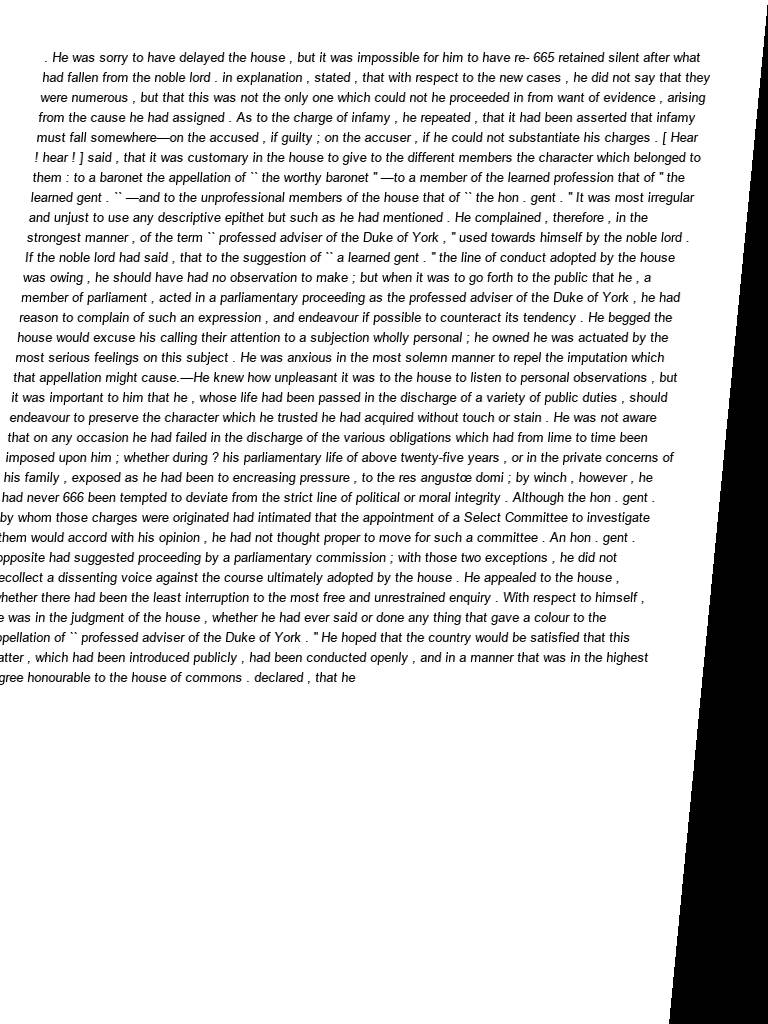 . He was sorry to have delayed the house , but it was impossible for him to have re- 665 retained silent after what
had fallen from the noble lord . in explanation , stated , that with respect to the new cases , he did not say that they
were numerous , but that this was not the only one which could not he proceeded in from want of evidence , arising
from the cause he had assigned . As to the charge of infamy , he repeated , that it had been asserted that infamy
must fall somewhere—on the accused , if guilty ; on the accuser , if he could not substantiate his charges . [ Hear
! hear ! ] said , that it was customary in the house to give to the different members the character which belonged to
them : to a baronet the appellation of `` the worthy baronet " —to a member of the learned profession that of " the
learned gent . `` —and to the unprofessional members of the house that of `` the hon . gent . " It was most irregular
and unjust to use any descriptive epithet but such as he had mentioned . He complained , therefore , in the
strongest manner , of the term `` professed adviser of the Duke of York , " used towards himself by the noble lord .
If the noble lord had said , that to the suggestion of `` a learned gent . " the line of conduct adopted by the house
was owing , he should have had no observation to make ; but when it was to go forth to the public that he , a
member of parliament , acted in a parliamentary proceeding as the professed adviser of the Duke of York , he had
reason to complain of such an expression , and endeavour if possible to counteract its tendency . He begged the
house would excuse his calling their attention to a subjection wholly personal ; he owned he was actuated by the
most serious feelings on this subject . He was anxious in the most solemn manner to repel the imputation which
that appellation might cause.—He knew how unpleasant it was to the house to listen to personal observations , but
it was important to him that he , whose life had been passed in the discharge of a variety of public duties , should
endeavour to preserve the character which he trusted he had acquired without touch or stain . He was not aware
that on any occasion he had failed in the discharge of the various obligations which had from lime to time been
imposed upon him ; whether during ? his parliamentary life of above twenty-five years , or in the private concerns of
his family , exposed as he had been to encreasing pressure , to the res angustœ domi ; by winch , however , he
had never 666 been tempted to deviate from the strict line of political or moral integrity . Although the hon . gent .
by whom those charges were originated had intimated that the appointment of a Select Committee to investigate
them would accord with his opinion , he had not thought proper to move for such a committee . An hon . gent .
opposite had suggested proceeding by a parliamentary commission ; with those two exceptions , he did not
ecollect a dissenting voice against the course ultimately adopted by the house . He appealed to the house ,
whether there had been the least interruption to the most free and unrestrained enquiry . With respect to himself ,
e was in the judgment of the house , whether he had ever said or done any thing that gave a colour to the
ppellation of `` professed adviser of the Duke of York . " He hoped that the country would be satisfied that this
atter , which had been introduced publicly , had been conducted openly , and in a manner that was in the highest
gree honourable to the house of commons . declared , that he